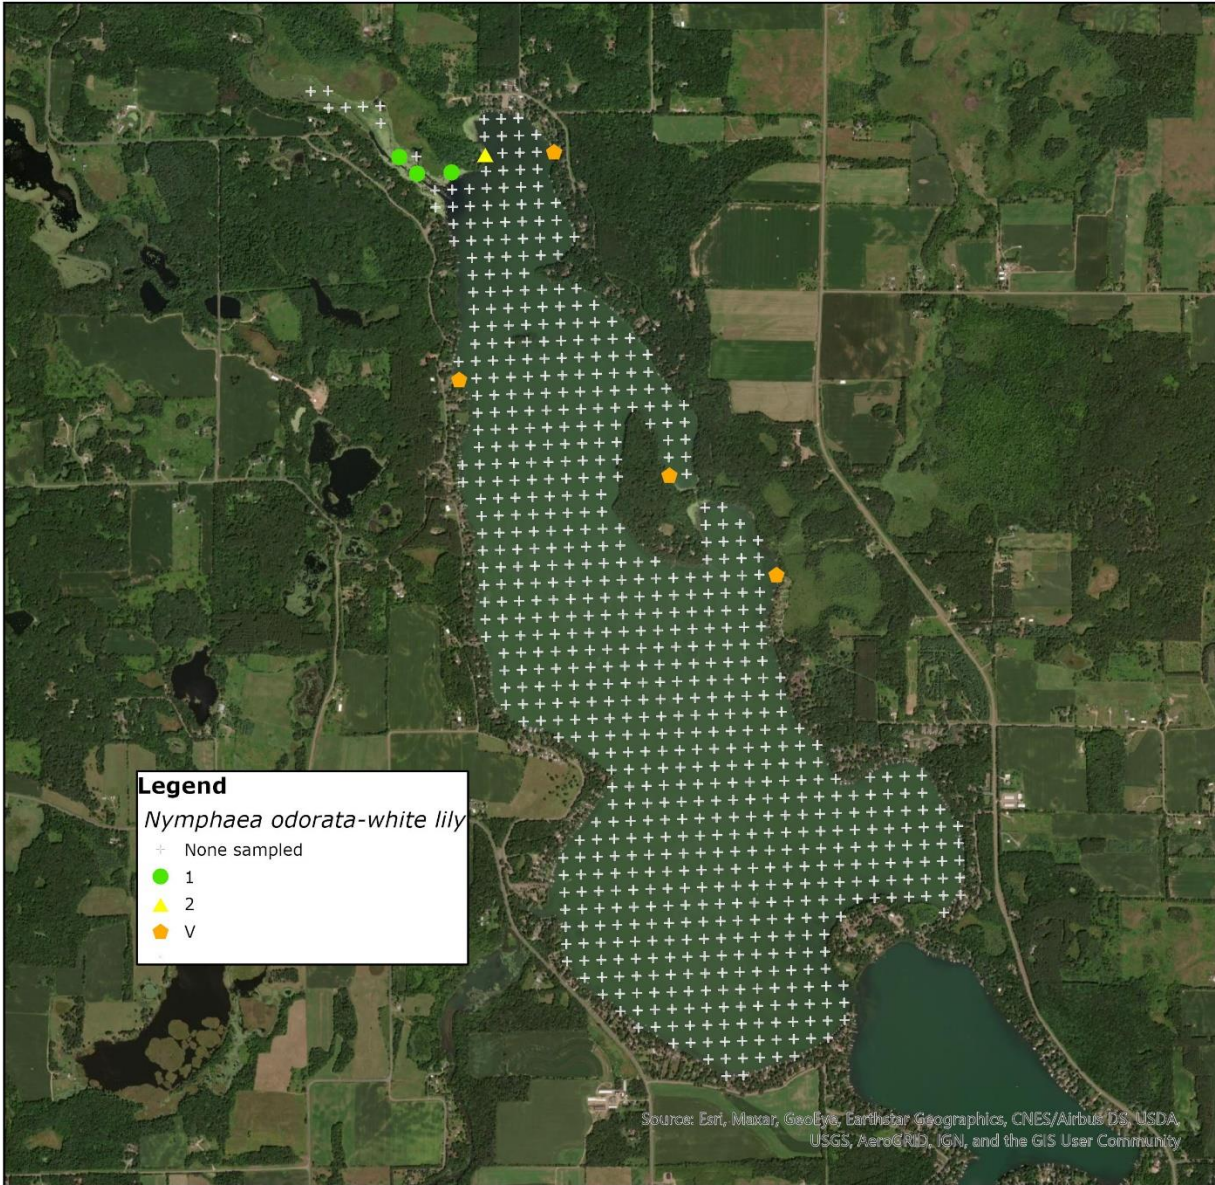 Legend
Nymphaea odorata-white lily
None sampled
1
2
V
Source: Esri, Maxar, GeoEye, Earthstar Geographics, CNES/Airbus DS, USDA,
USGS, AeroGRID, IGN, and the GIS User Community